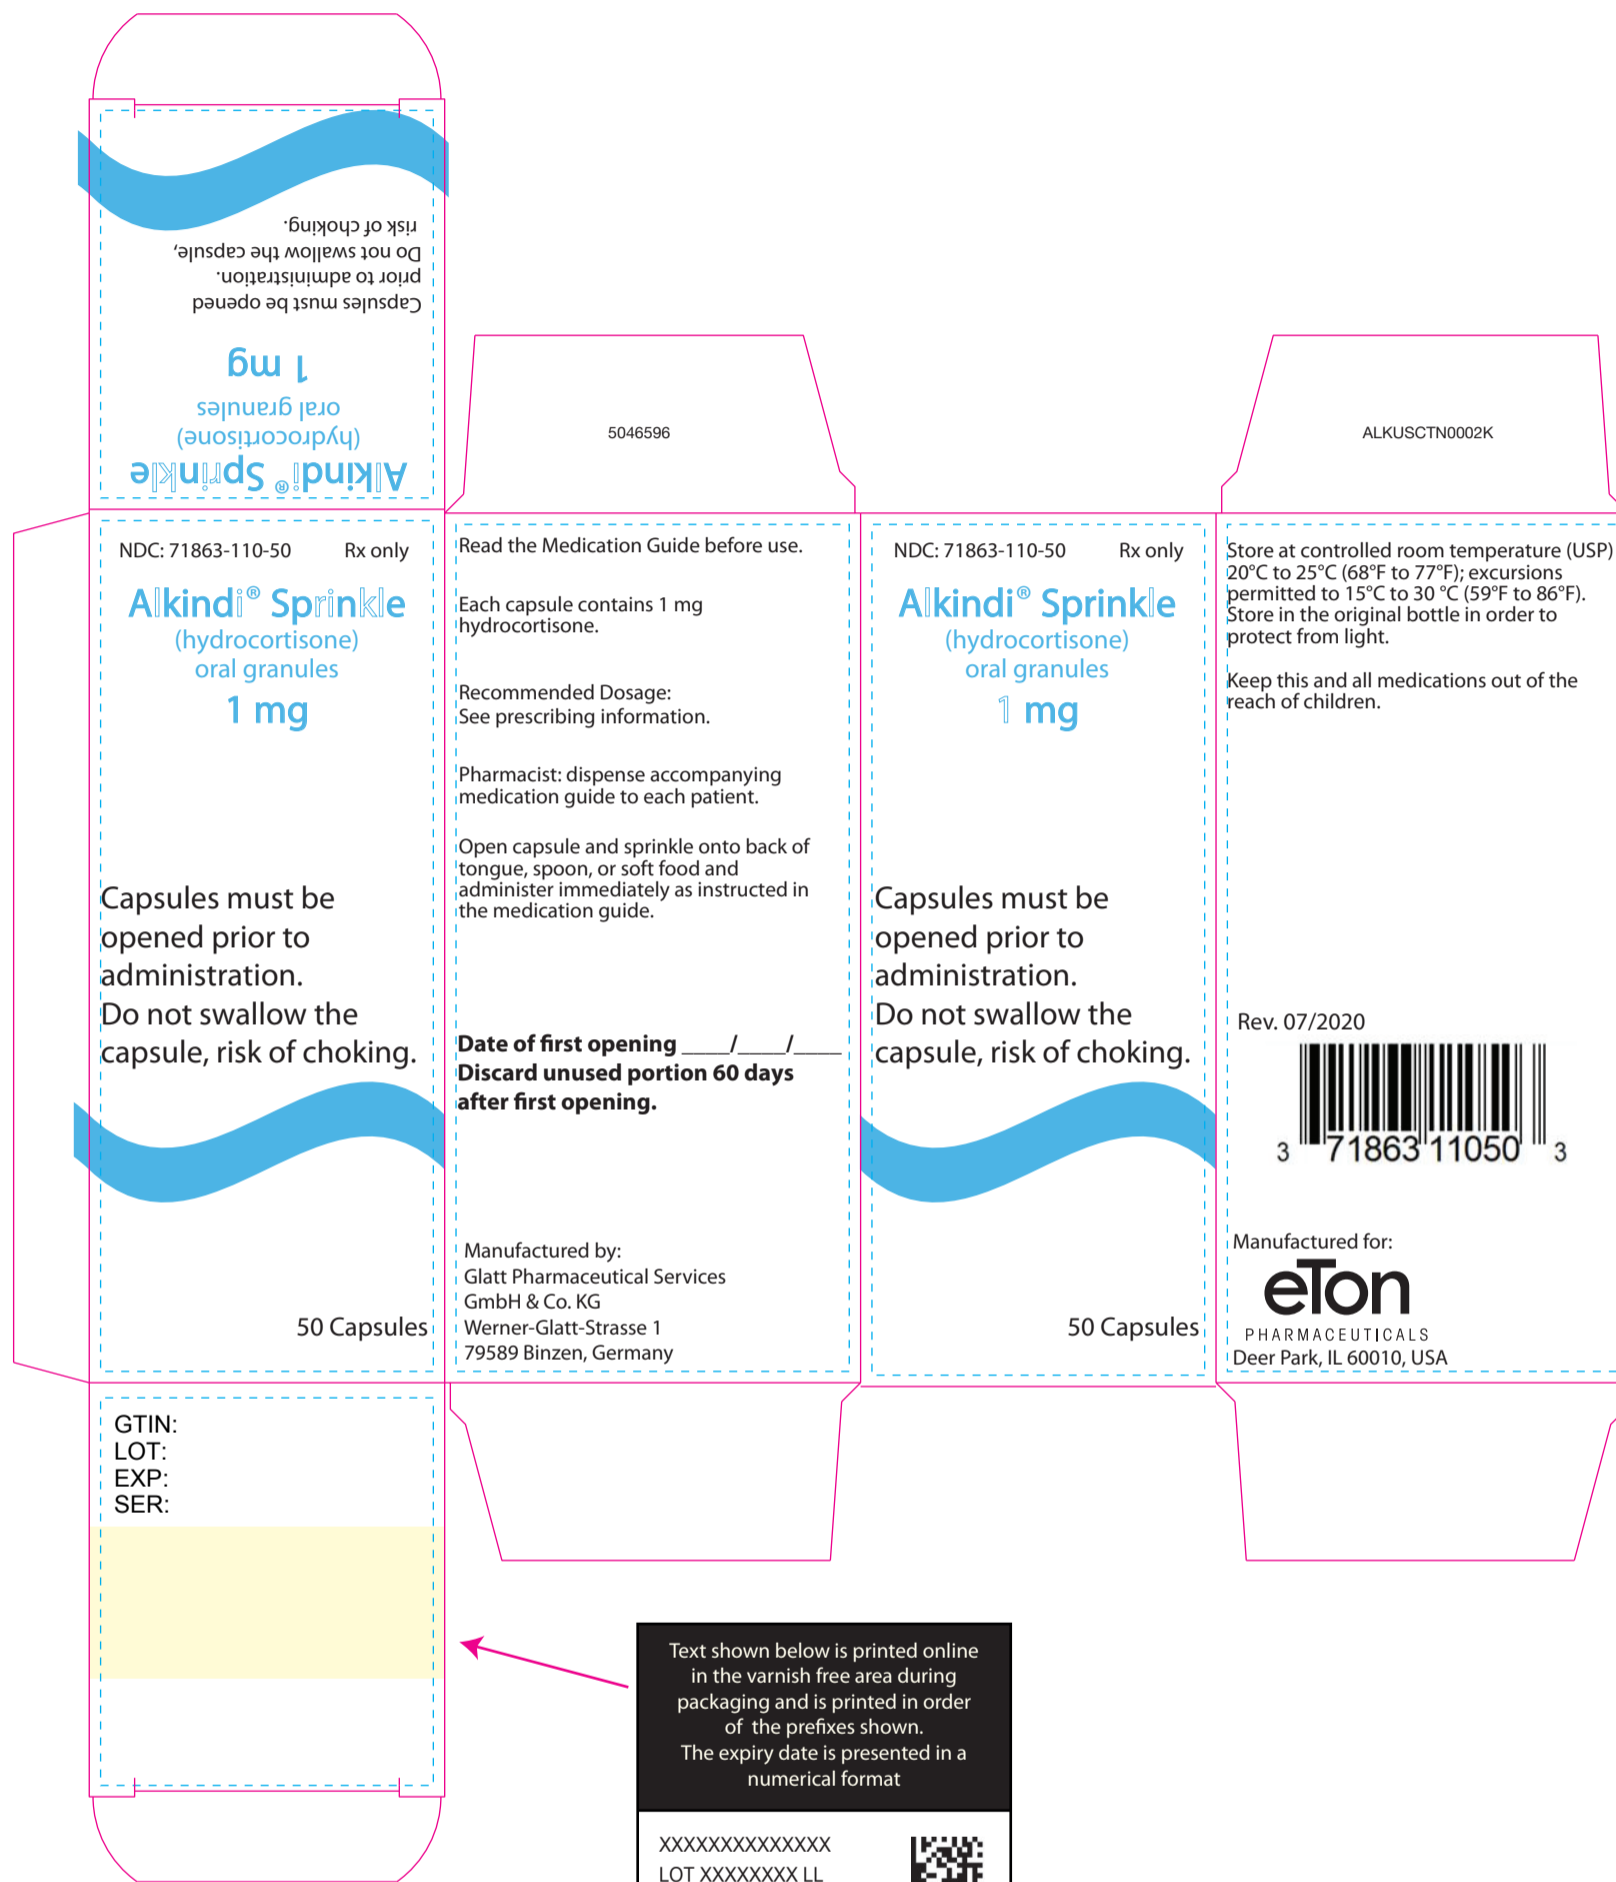 risk of choking.
Do not swallow the capsule,
prior to administration.
Capsules must be opened
1 mg
oral granules
(hydrocortisone)
Alkindi® Sprinkle
5046596
ALKUSCTN0002K
NDC: 71863-110-50 Rx only
Alkindi® Sprinkle
(hydrocortisone)
oral granules
1 mg
Capsules must be
opened prior to
administration.
Do not swallow the
capsule, risk of choking.
50 Capsules
Read the Medication Guide before use.
Each capsule contains 1 mg
hydrocortisone.
Recommended Dosage:
See prescribing information.
Pharmacist: dispense accompanying
medication guide to each patient.
Open capsule and sprinkle onto back of
tongue, spoon, or soft food and
administer immediately as instructed in
the medication guide.
Date of first opening ____/____/____
Discard unused portion 60 days
after first opening.
Manufactured by:
Glatt Pharmaceutical Services
GmbH & Co. KG
Werner-Glatt-Strasse 1
79589 Binzen, Germany
NDC: 71863-110-50 Rx only
Alkindi® Sprinkle
(hydrocortisone)
oral granules
1 mg
Capsules must be
opened prior to
administration.
Do not swallow the
capsule, risk of choking.
50 Capsules
Store at controlled room temperature (USP)
20°C to 25°C (68°F to 77°F); excursions
permitted to 15°C to 30 °C (59°F to 86°F).
Store in the original bottle in order to
protect from light.
Keep this and all medications out of the
reach of children.
Rev. 07/2020
3 71863 11050 3
Manufactured for:
eTon
PHARMACEUTICALS
Deer Park, IL 60010, USA
GTIN:
LOT:
EXP:
SER:
Text shown below is printed online
in the varnish free area during
packaging and is printed in order
of the prefixes shown.
The expiry date is presented in a
numerical format
XXXXXXXXXXXXXX
LOT XXXXXXXX LL